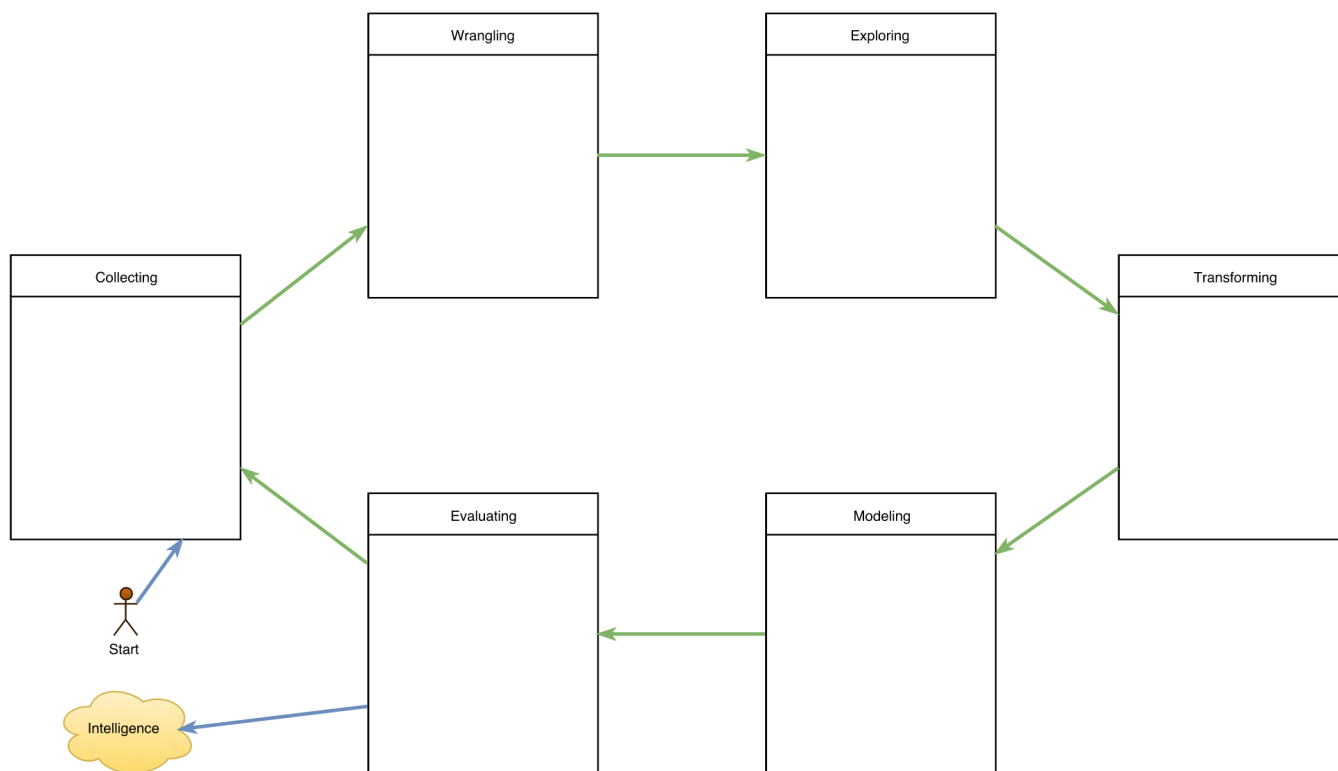 Wrangling
Exploring
Collecting
Transforming
Evaluating
Modeling
Start
Intelligence